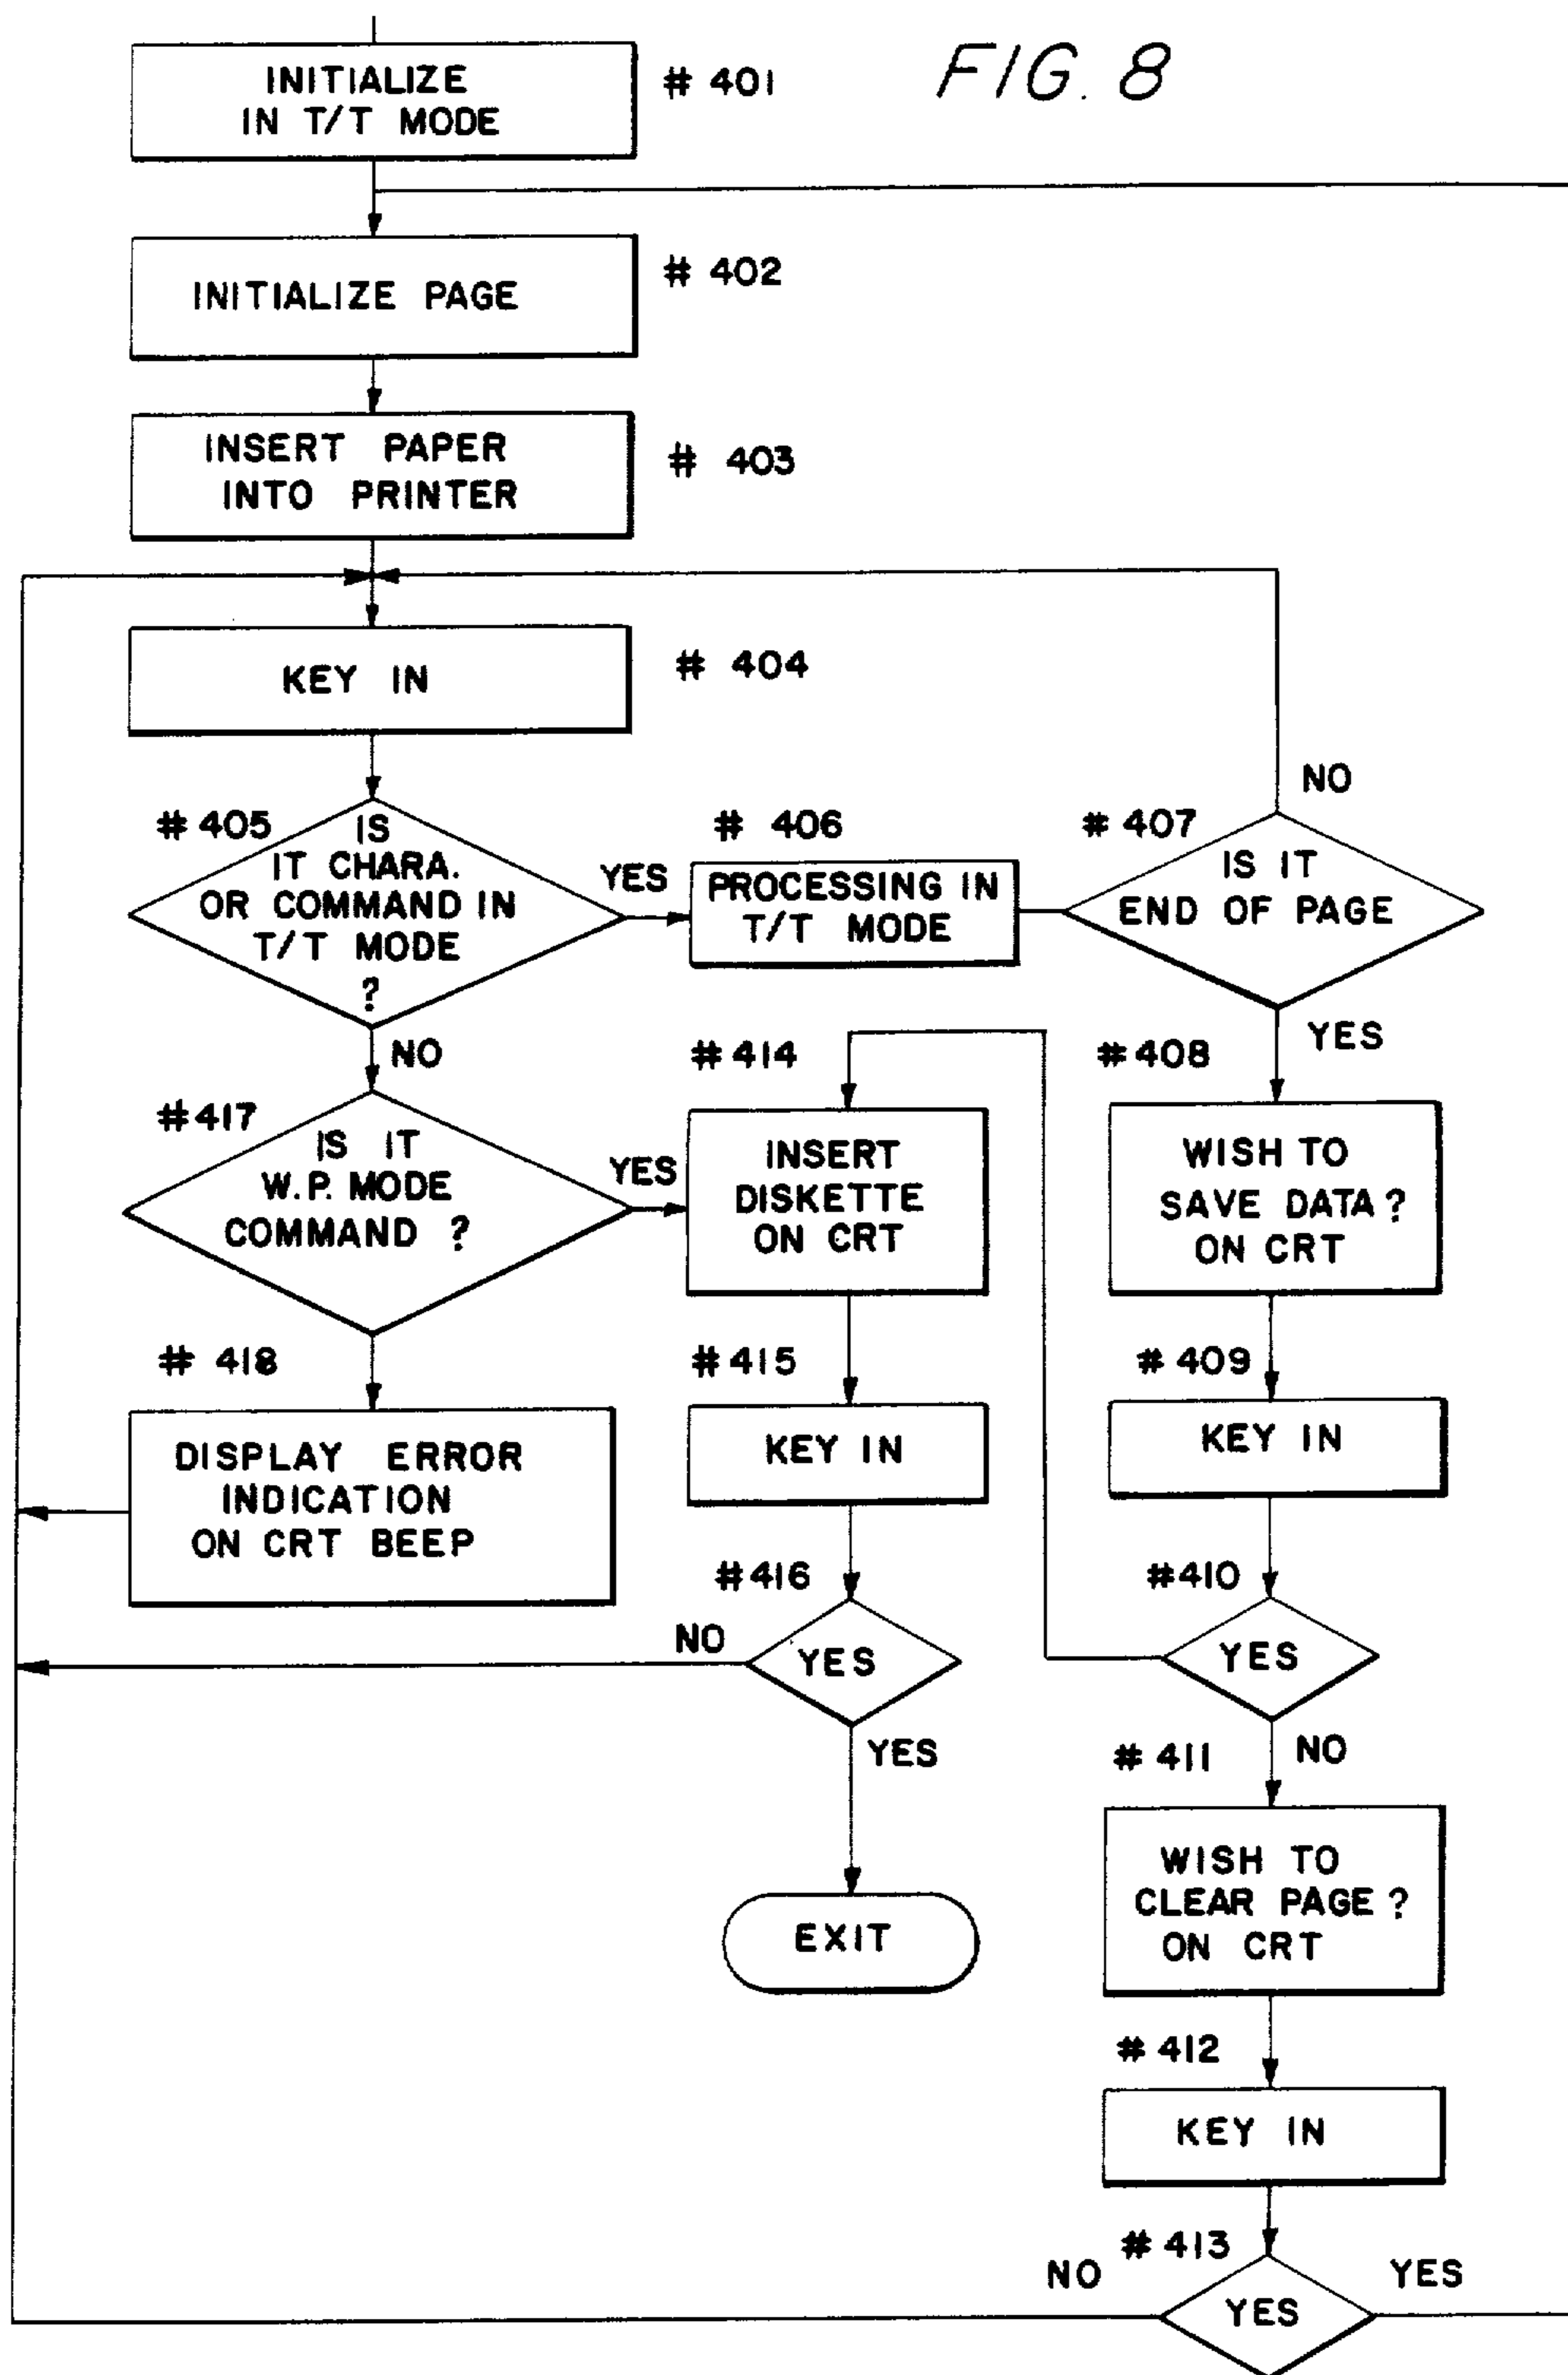 FIG. 8
INITIALIZE
IN T/T MODE
# 401
INITIALIZE PAGE
# 402
INSERT PAPER
INTO PRINTER
# 403
KEY IN
# 404
# 405
IS
IT CHARA.
OR COMMAND IN
T/T MODE
?
YES
NO
# 406
PROCESSING IN
T/T MODE
# 407
IS IT
END OF PAGE
NO
YES
#417
IS IT
W.P. MODE
COMMAND ?
YES
#414
INSERT
DISKETTE
ON CRT
#408
WISH TO
SAVE DATA?
ON CRT
# 418
DISPLAY ERROR
INDICATION
ON CRT BEEP
#415
KEY IN
#409
KEY IN
#416
YES
NO
YES
EXIT
#410
YES
NO
# 411
WISH TO
CLEAR PAGE ?
ON CRT
# 412
KEY IN
# 413
YES
NO
YES